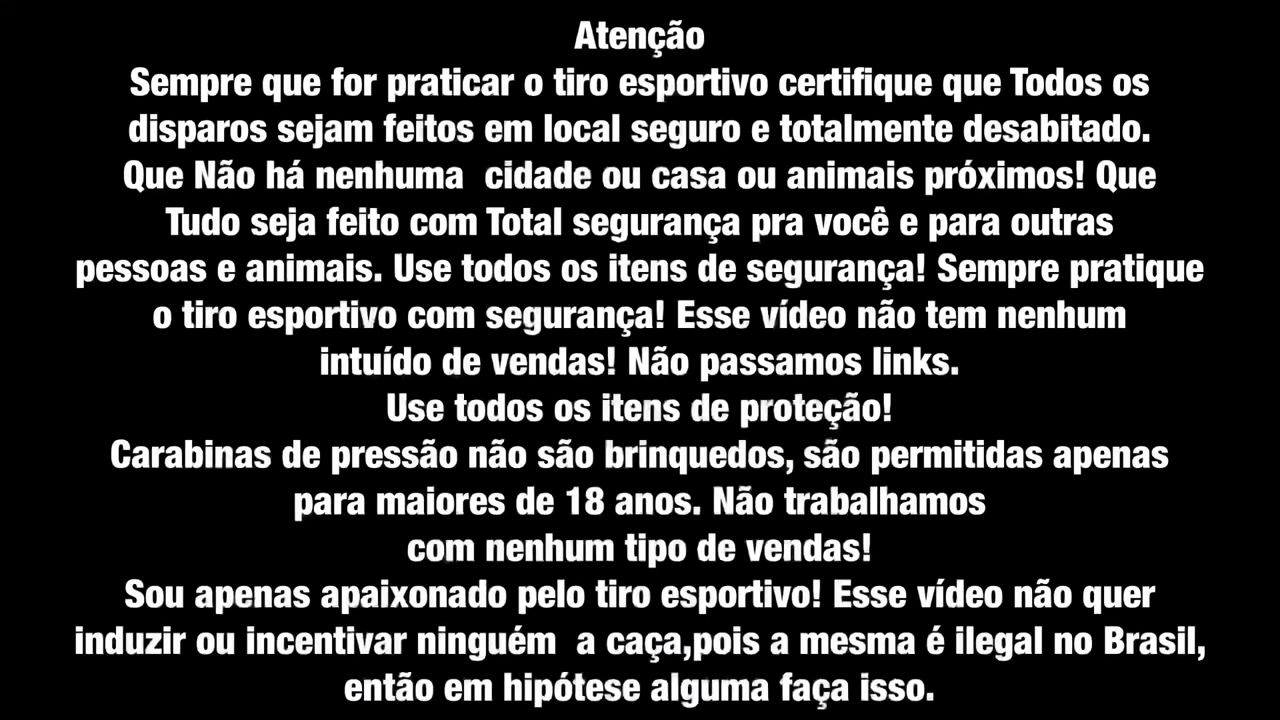 Atenção
Sempre que for praticar o tiro esportivo certifique que Todos os
disparos sejam feitos em local seguro e totalmente desabitado.
Que Não há nenhuma  cidade ou casa ou animais próximos! Que
Tudo seja feito com Total segurança pra você e para outras
pessoas e animais. Use todos os itens de segurança! Sempre pratique
o tiro esportivo com segurança! Esse vídeo não tem nenhum
intuído de vendas! Não passamos links.
Use todos os itens de proteção!
Carabinas de pressão não são brinquedos, são permitidas apenas
para maiores de 18 anos. Não trabalhamos
com nenhum tipo de vendas!
Sou apenas apaixonado pelo tiro esportivo! Esse vídeo não quer
induzir ou incentivar ninguém  a caça,pois a mesma é ilegal no Brasil,
então em hipótese alguma faça isso.